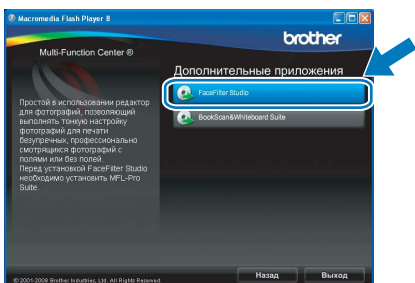 Macromedia Flash Player 8
brother
Multi-Function Center ®
Дополнительные приложения
FaceFilter Studio
BookScan&Whiteboard Suite
Простой в использовании редактор
для фотографий, позволяющий
выполнять тонкую настройку
фотографий для печати
безупречных, профессионально
смотрящихся фотографий с
полями или без полей.
Перед установкой FaceFilter Studio
необходимо установить MFL-Pro
Suite.
© 2001-2008 Brother Industries, Ltd. All Rights Reserved.
Назад
Выход